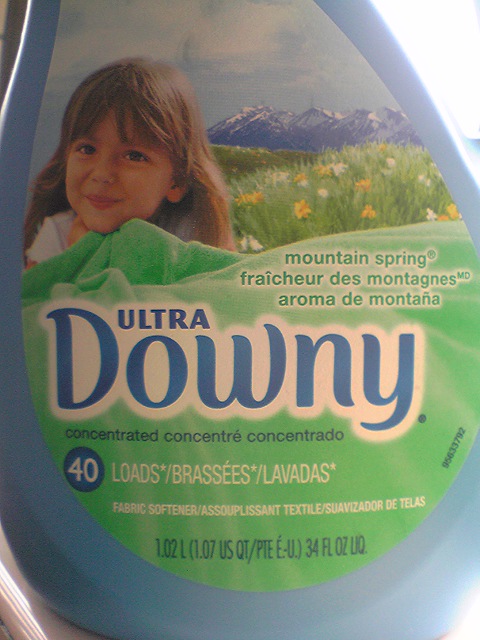 mountain spring®
fraîcheur des montagnesMD
aroma de montaña
ULTRA
Downy
concentrated concentré concentrado
40 LOADS*/BRASSÉES*/LAVADAS*
FABRIC SOFTENER/ASSOUPLISSANT TEXTILE/SUAVIZADOR DE TELAS
1.02 L (1.07 US QT/PTE É.-U.) 34 FL OZ LIQ.
95633792